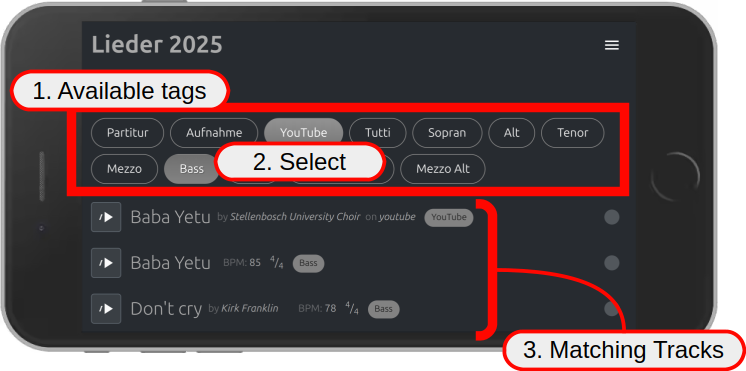 Lieder 2025
1. Available tags
Partitur Aufnahme YouTube Tutti Sopran Alt Tenor
Mezzo Bass 2. Select Mezzo Alt
Baba Yetu by Stellenbosch University Choir on youtube YouTube
Baba Yetu BPM: 85 4/4 Bass
Don't cry by Kirk Franklin BPM: 78 4/4 Bass
3. Matching Tracks